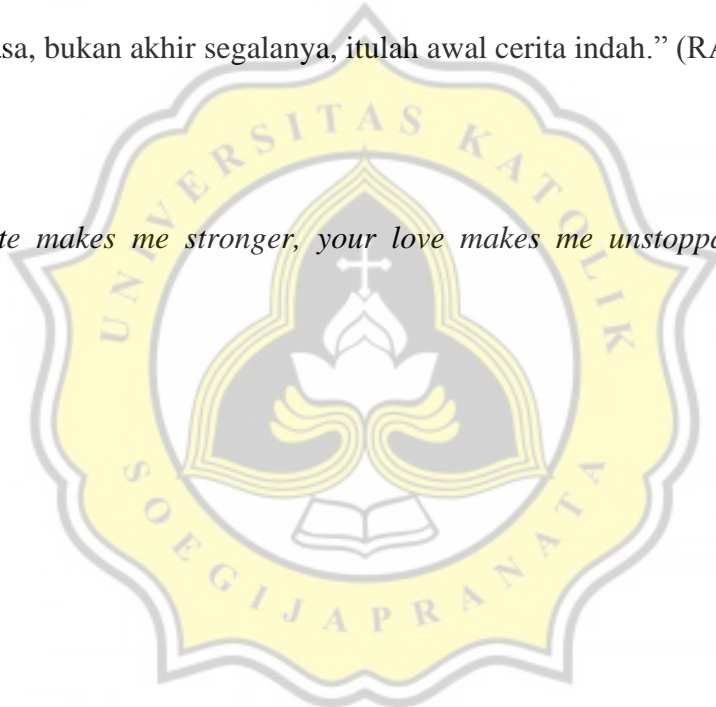 asa, bukan akhir segalanya, itulah awal cerita indah.” (RA
UNIVERSITAS KATOLIK
te makes me stronger, your love makes me unstoppa
SOEGIJAPRANATA